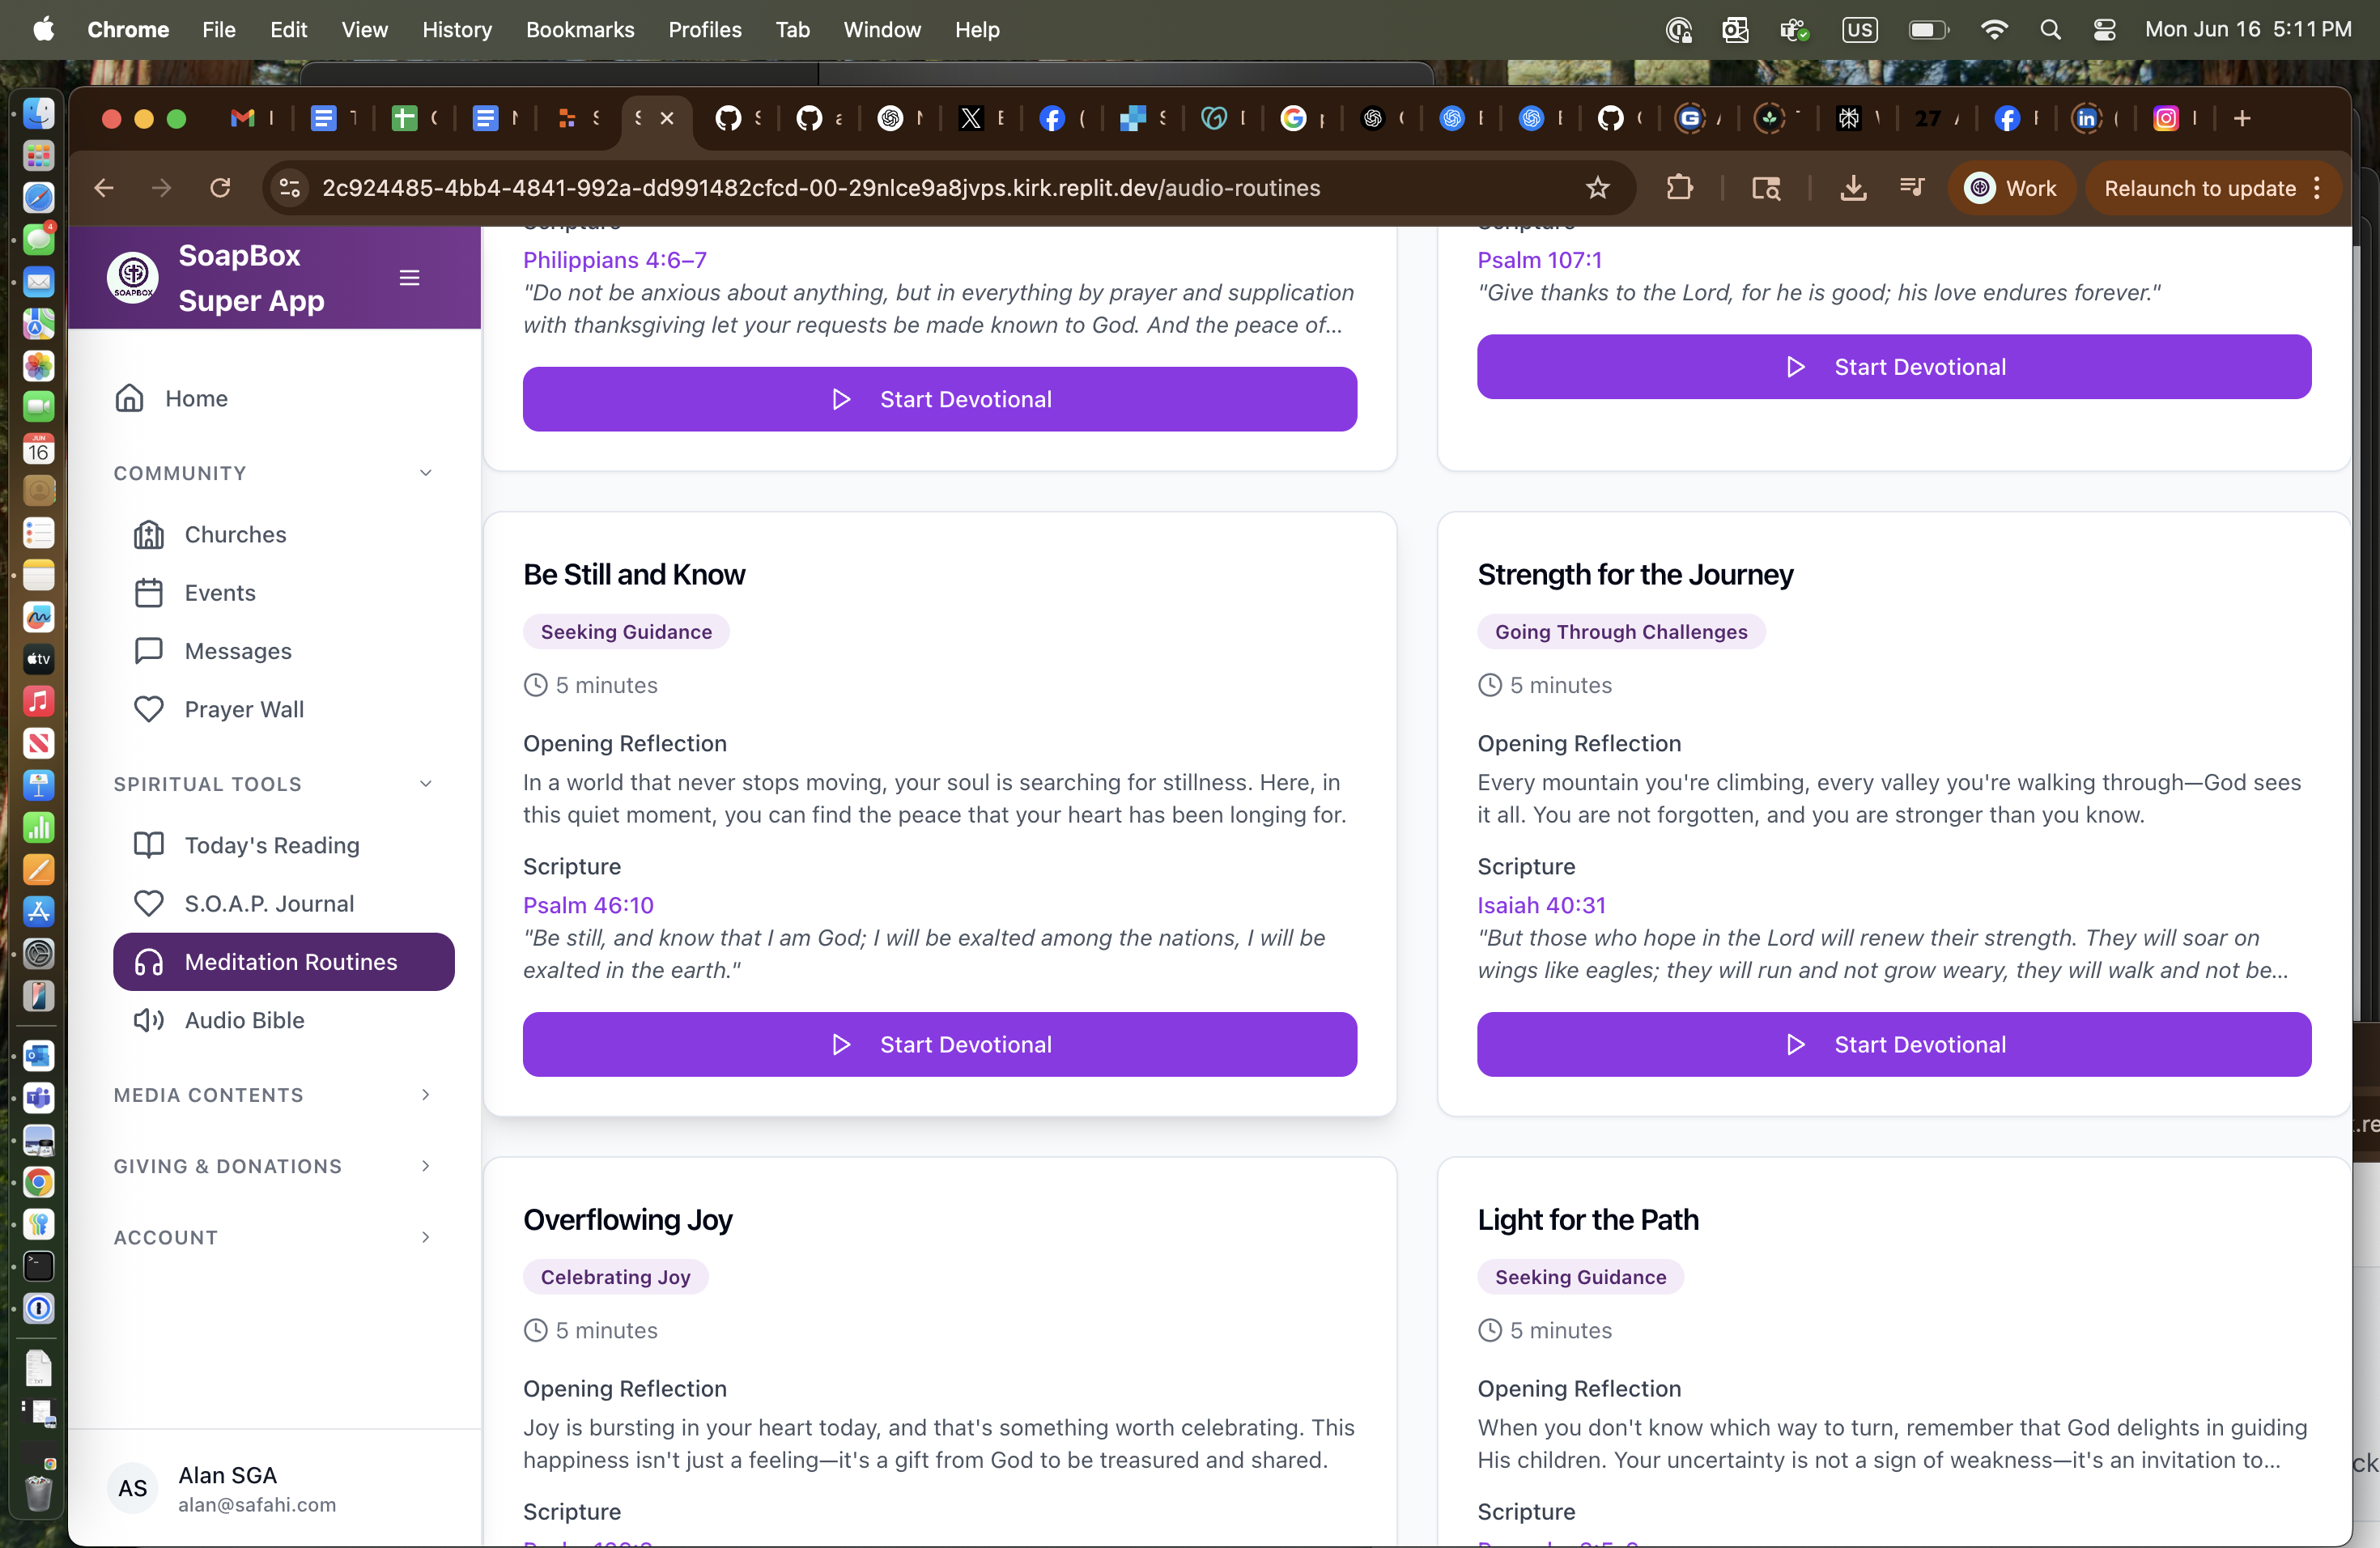 Chrome File Edit View History Bookmarks Profiles Tab Window Help
US
Mon Jun 16 5:11 PM
2c924485-4bb4-4841-992a-dd991482cfcd-00-29nlce9a8jvps.kirk.replit.dev/audio-routines
Work
Relaunch to update
SOAPBOX
SoapBox
Super App
Home
COMMUNITY
Churches
Events
Messages
Prayer Wall
SPIRITUAL TOOLS
Today's Reading
S.O.A.P. Journal
Meditation Routines
Audio Bible
MEDIA CONTENTS
GIVING & DONATIONS
ACCOUNT
AS
Alan SGA
alan@safahi.com
Scripture
Philippians 4:6–7
"Do not be anxious about anything, but in everything by prayer and supplication
with thanksgiving let your requests be made known to God. And the peace of...
Start Devotional
Scripture
Psalm 107:1
"Give thanks to the Lord, for he is good; his love endures forever."
Start Devotional
Be Still and Know
Seeking Guidance
5 minutes
Opening Reflection
In a world that never stops moving, your soul is searching for stillness. Here, in
this quiet moment, you can find the peace that your heart has been longing for.
Scripture
Psalm 46:10
"Be still, and know that I am God; I will be exalted among the nations, I will be
exalted in the earth."
Start Devotional
Strength for the Journey
Going Through Challenges
5 minutes
Opening Reflection
Every mountain you're climbing, every valley you're walking through—God sees
it all. You are not forgotten, and you are stronger than you know.
Scripture
Isaiah 40:31
"But those who hope in the Lord will renew their strength. They will soar on
wings like eagles; they will run and not grow weary, they will walk and not be...
Start Devotional
Overflowing Joy
Celebrating Joy
5 minutes
Opening Reflection
Joy is bursting in your heart today, and that's something worth celebrating. This
happiness isn't just a feeling—it's a gift from God to be treasured and shared.
Scripture
Light for the Path
Seeking Guidance
5 minutes
Opening Reflection
When you don't know which way to turn, remember that God delights in guiding
His children. Your uncertainty is not a sign of weakness—it's an invitation to...
Scripture
JUN
16
4
tv
27